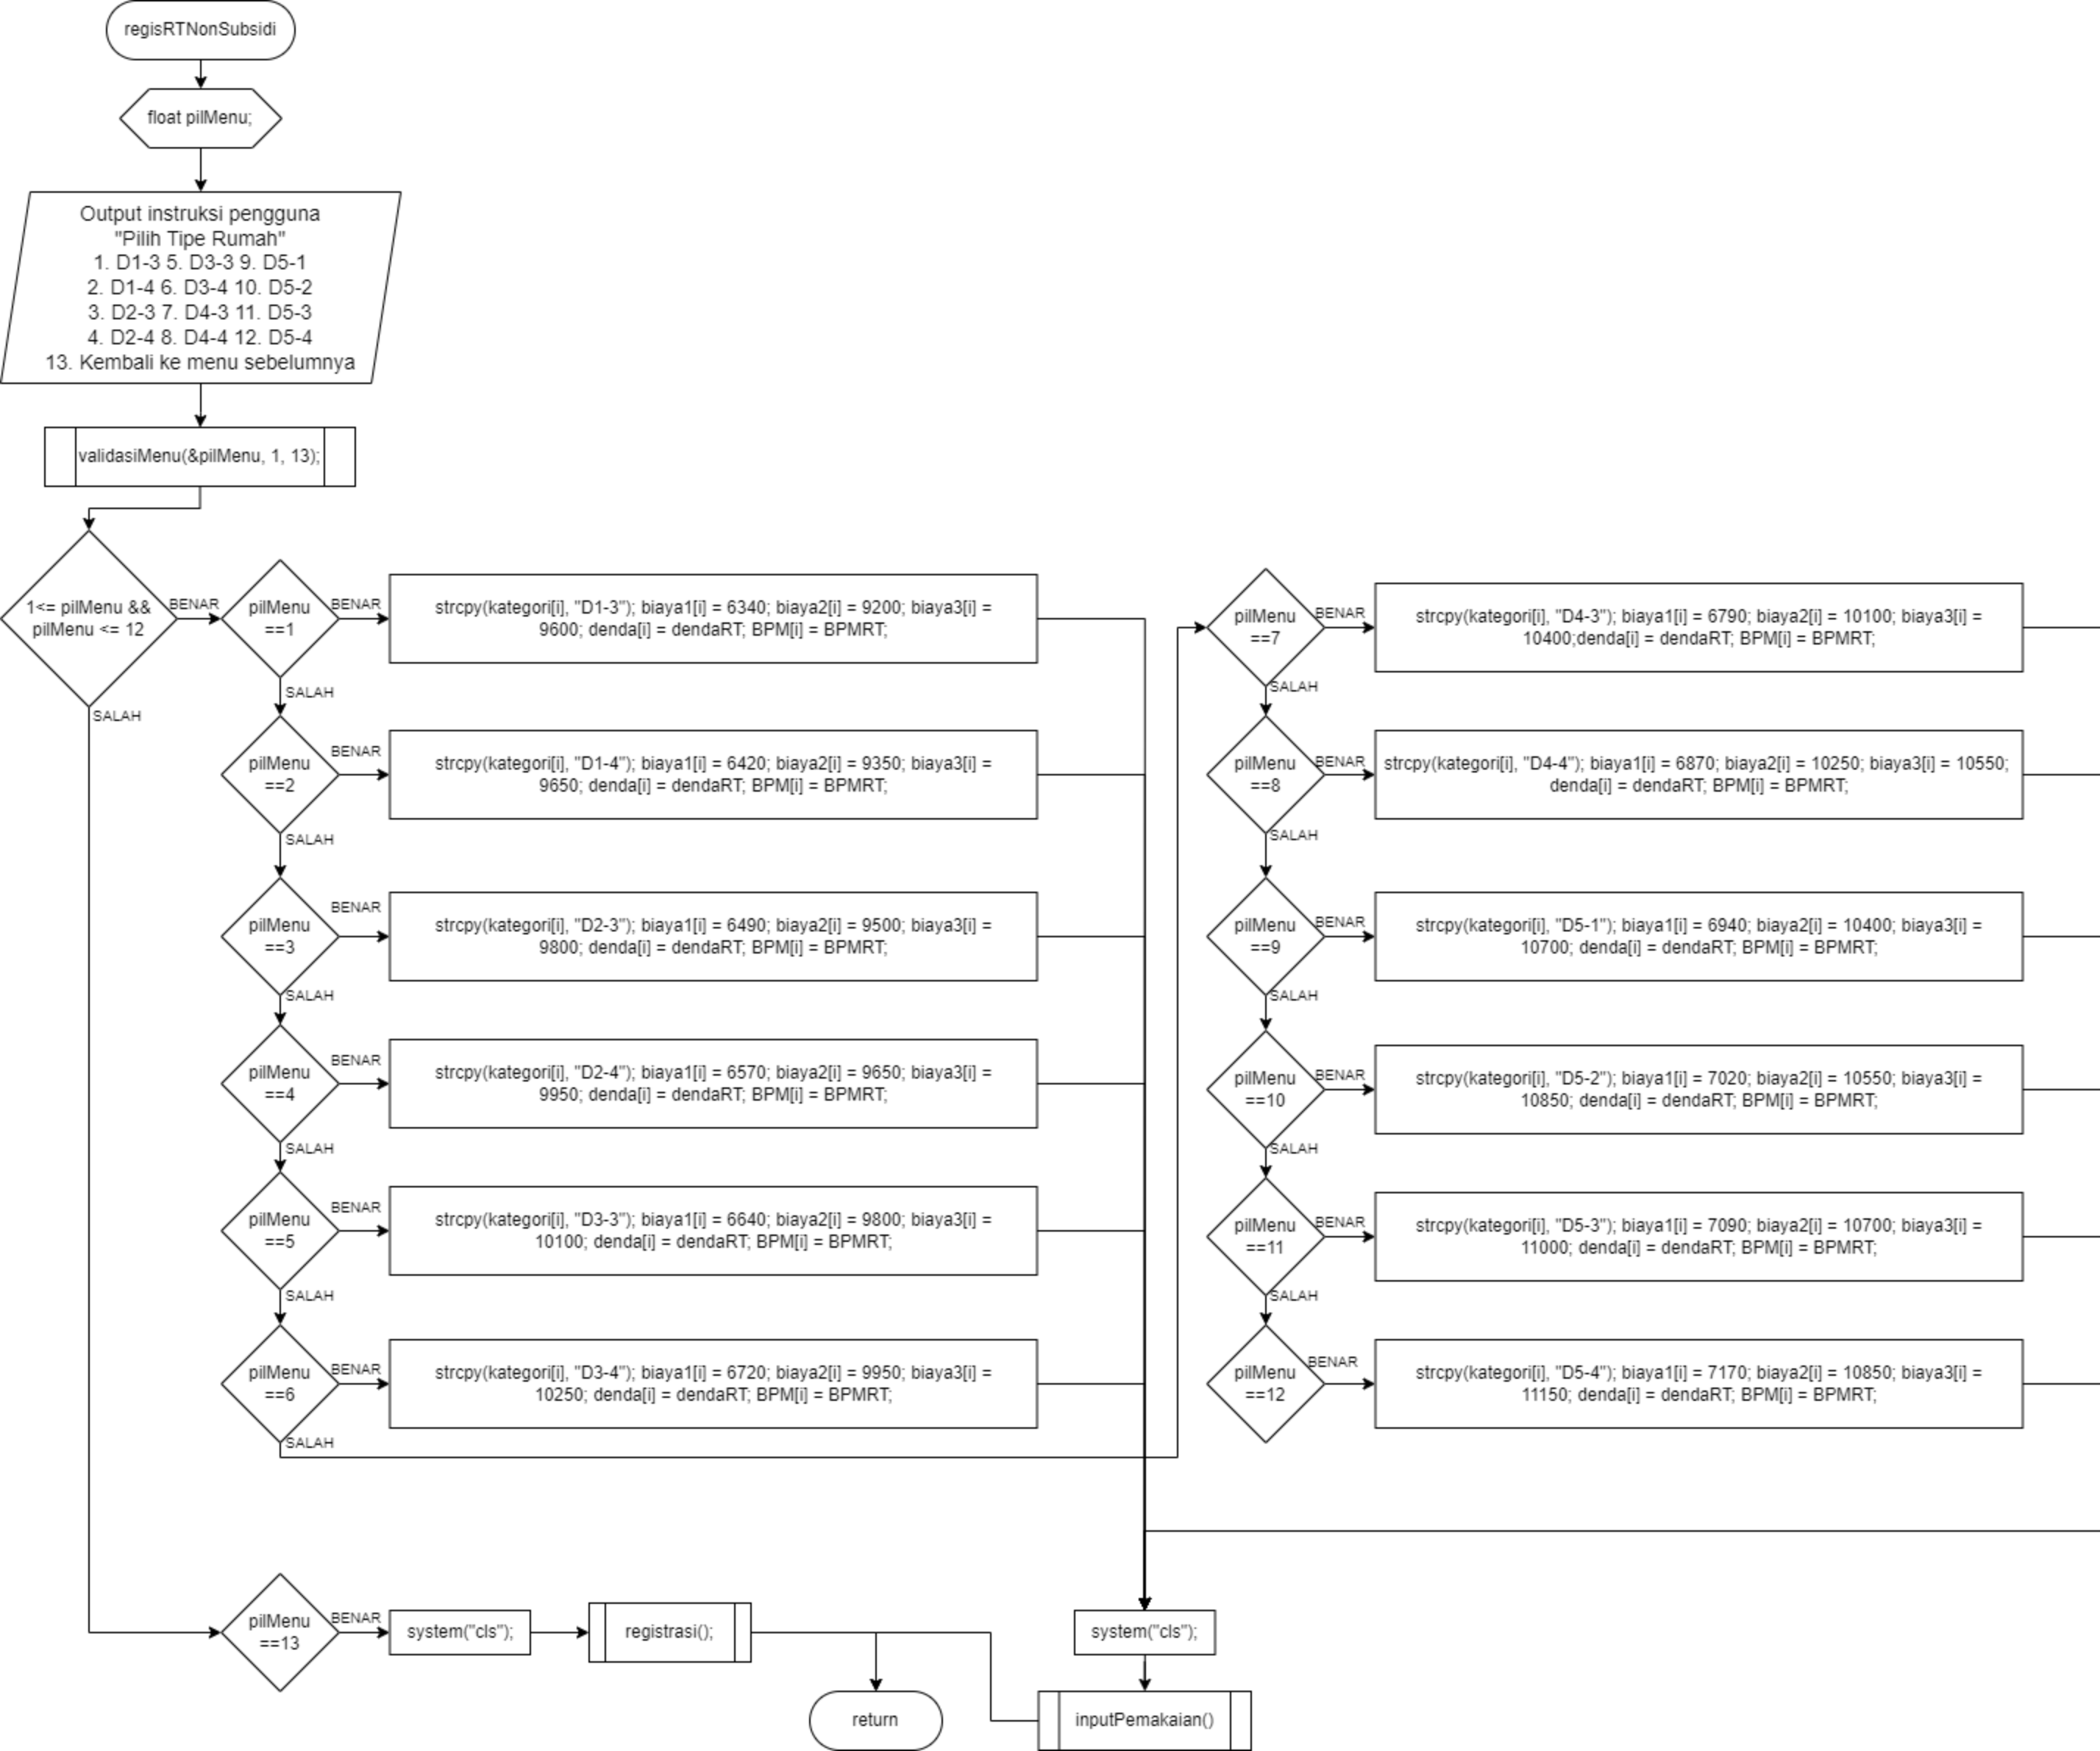 regisRTNonSubsidi
float pilMenu;
Output instruksi pengguna
"Pilih Tipe Rumah"
1. D1-3 5. D3-3 9. D5-1
2. D1-4 6. D3-4 10. D5-2
3. D2-3 7. D4-3 11. D5-3
4. D2-4 8. D4-4 12. D5-4
13. Kembali ke menu sebelumnya
validasiMenu(&pilMenu, 1, 13);
1<= pilMenu &&
pilMenu <= 12
BENAR
SALAH
pilMenu
==1
BENAR
strcpy(kategori[i], "D1-3"); biaya1[i] = 6340; biaya2[i] = 9200; biaya3[i] =
9600; denda[i] = dendaRT; BPM[i] = BPMRT;
SALAH
pilMenu
==2
BENAR
strcpy(kategori[i], "D1-4"); biaya1[i] = 6420; biaya2[i] = 9350; biaya3[i] =
9650; denda[i] = dendaRT; BPM[i] = BPMRT;
SALAH
pilMenu
==3
BENAR
strcpy(kategori[i], "D2-3"); biaya1[i] = 6490; biaya2[i] = 9500; biaya3[i] =
9800; denda[i] = dendaRT; BPM[i] = BPMRT;
SALAH
pilMenu
==4
BENAR
strcpy(kategori[i], "D2-4"); biaya1[i] = 6570; biaya2[i] = 9650; biaya3[i] =
9950; denda[i] = dendaRT; BPM[i] = BPMRT;
SALAH
pilMenu
==5
BENAR
strcpy(kategori[i], "D3-3"); biaya1[i] = 6640; biaya2[i] = 9800; biaya3[i] =
10100; denda[i] = dendaRT; BPM[i] = BPMRT;
SALAH
pilMenu
==6
BENAR
strcpy(kategori[i], "D3-4"); biaya1[i] = 6720; biaya2[i] = 9950; biaya3[i] =
10250; denda[i] = dendaRT; BPM[i] = BPMRT;
SALAH
pilMenu
==7
BENAR
strcpy(kategori[i], "D4-3"); biaya1[i] = 6790; biaya2[i] = 10100; biaya3[i] =
10400;denda[i] = dendaRT; BPM[i] = BPMRT;
SALAH
pilMenu
==8
BENAR
strcpy(kategori[i], "D4-4"); biaya1[i] = 6870; biaya2[i] = 10250; biaya3[i] = 10550;
denda[i] = dendaRT; BPM[i] = BPMRT;
SALAH
pilMenu
==9
BENAR
strcpy(kategori[i], "D5-1"); biaya1[i] = 6940; biaya2[i] = 10400; biaya3[i] =
10700; denda[i] = dendaRT; BPM[i] = BPMRT;
SALAH
pilMenu
==10
BENAR
strcpy(kategori[i], "D5-2"); biaya1[i] = 7020; biaya2[i] = 10550; biaya3[i] =
10850; denda[i] = dendaRT; BPM[i] = BPMRT;
SALAH
pilMenu
==11
BENAR
strcpy(kategori[i], "D5-3"); biaya1[i] = 7090; biaya2[i] = 10700; biaya3[i] =
11000; denda[i] = dendaRT; BPM[i] = BPMRT;
SALAH
pilMenu
==12
BENAR
strcpy(kategori[i], "D5-4"); biaya1[i] = 7170; biaya2[i] = 10850; biaya3[i] =
11150; denda[i] = dendaRT; BPM[i] = BPMRT;
pilMenu
==13
BENAR
system("cls");
registrasi();
return
system("cls");
inputPemakaian()